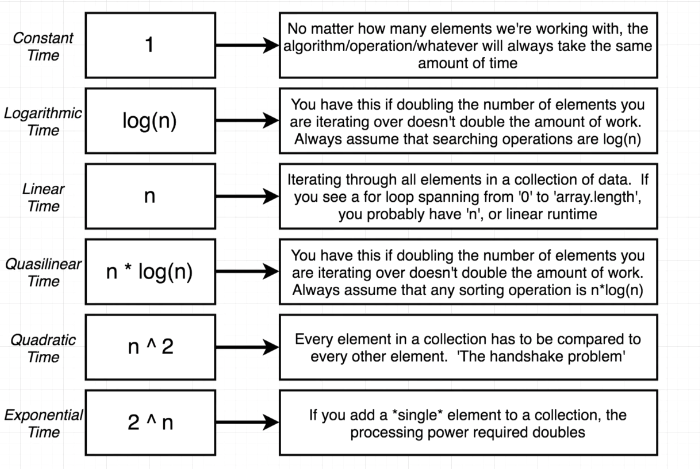 Constant
Time
1
No matter how many elements we're working with, the
algorithm/operation/whatever will always take the same
amount of time
Logarithmic
Time
log(n)
You have this if doubling the number of elements you
are iterating over doesn't double the amount of work.
Always assume that searching operations are log(n)
Linear
Time
n
Iterating through all elements in a collection of data.  If
you see a for loop spanning from '0' to 'array.length',
you probably have 'n', or linear runtime
Quasilinear
Time
n * log(n)
You have this if doubling the number of elements you
are iterating over doesn't double the amount of work.
Always assume that any sorting operation is n*log(n)
Quadratic
Time
n ^ 2
Every element in a collection has to be compared to
every other element.  'The handshake problem'
Exponential
Time
2 ^ n
If you add a *single* element to a collection, the
processing power required doubles